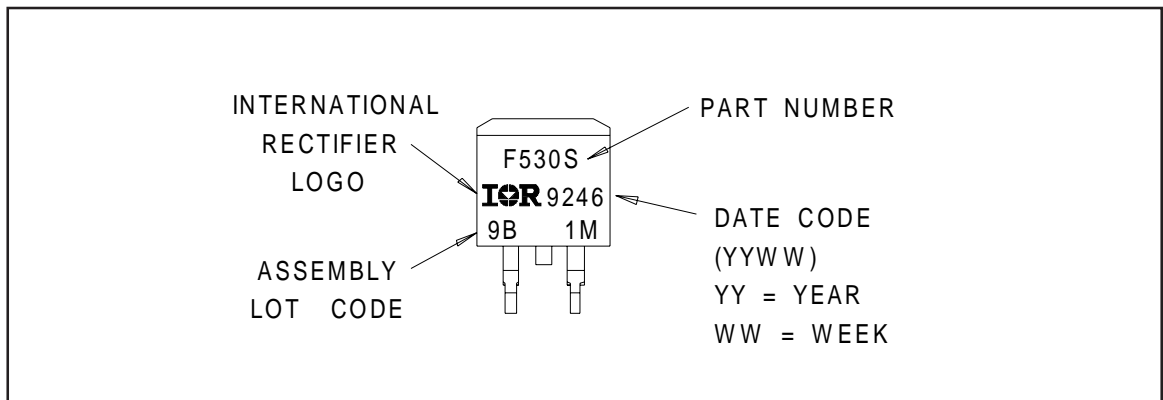 INTERNATIONAL
RECTIFIER
LOGO
ASSEMBLY
LOT CODE
F530S
IOR 9246
9B 1M
PART NUMBER
DATE CODE
(YYWW)
YY = YEAR
WW = WEEK